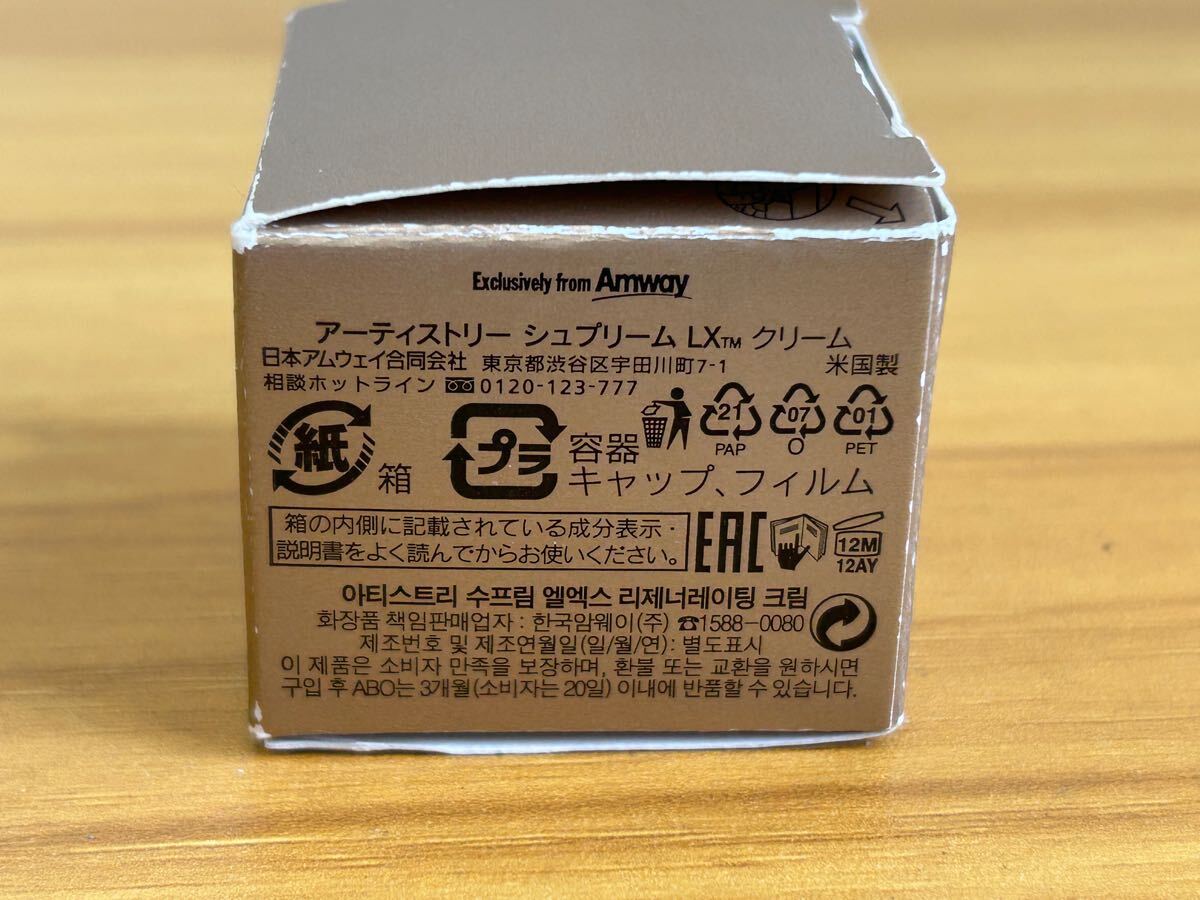 Exclusively from Amway
アーティストリー シュプリーム LX™ クリーム
日本アムウェイ合同会社 東京都渋谷区宇田川町7-1 米国製
相談ホットライン 0120-123-777
紙 箱 プラ 容器 21 07 01
PAP O PET
キャップ、フィルム
箱の内側に記載されている成分表示・
説明書をよく読んでからお使いください。
EAC 12M
12AY
아티스트리 수프림 엘엑스 리제너레이팅 크림
화장품 책임판매업자 : 한국암웨이(주) ☎1588-0080
제조번호 및 제조연월일(일/월/연): 별도표시
이 제품은 소비자 만족을 보장하며, 환불 또는 교환을 원하시면
구입 후 ABO는 3개월(소비자는 20일) 이내에 반품할 수 있습니다.